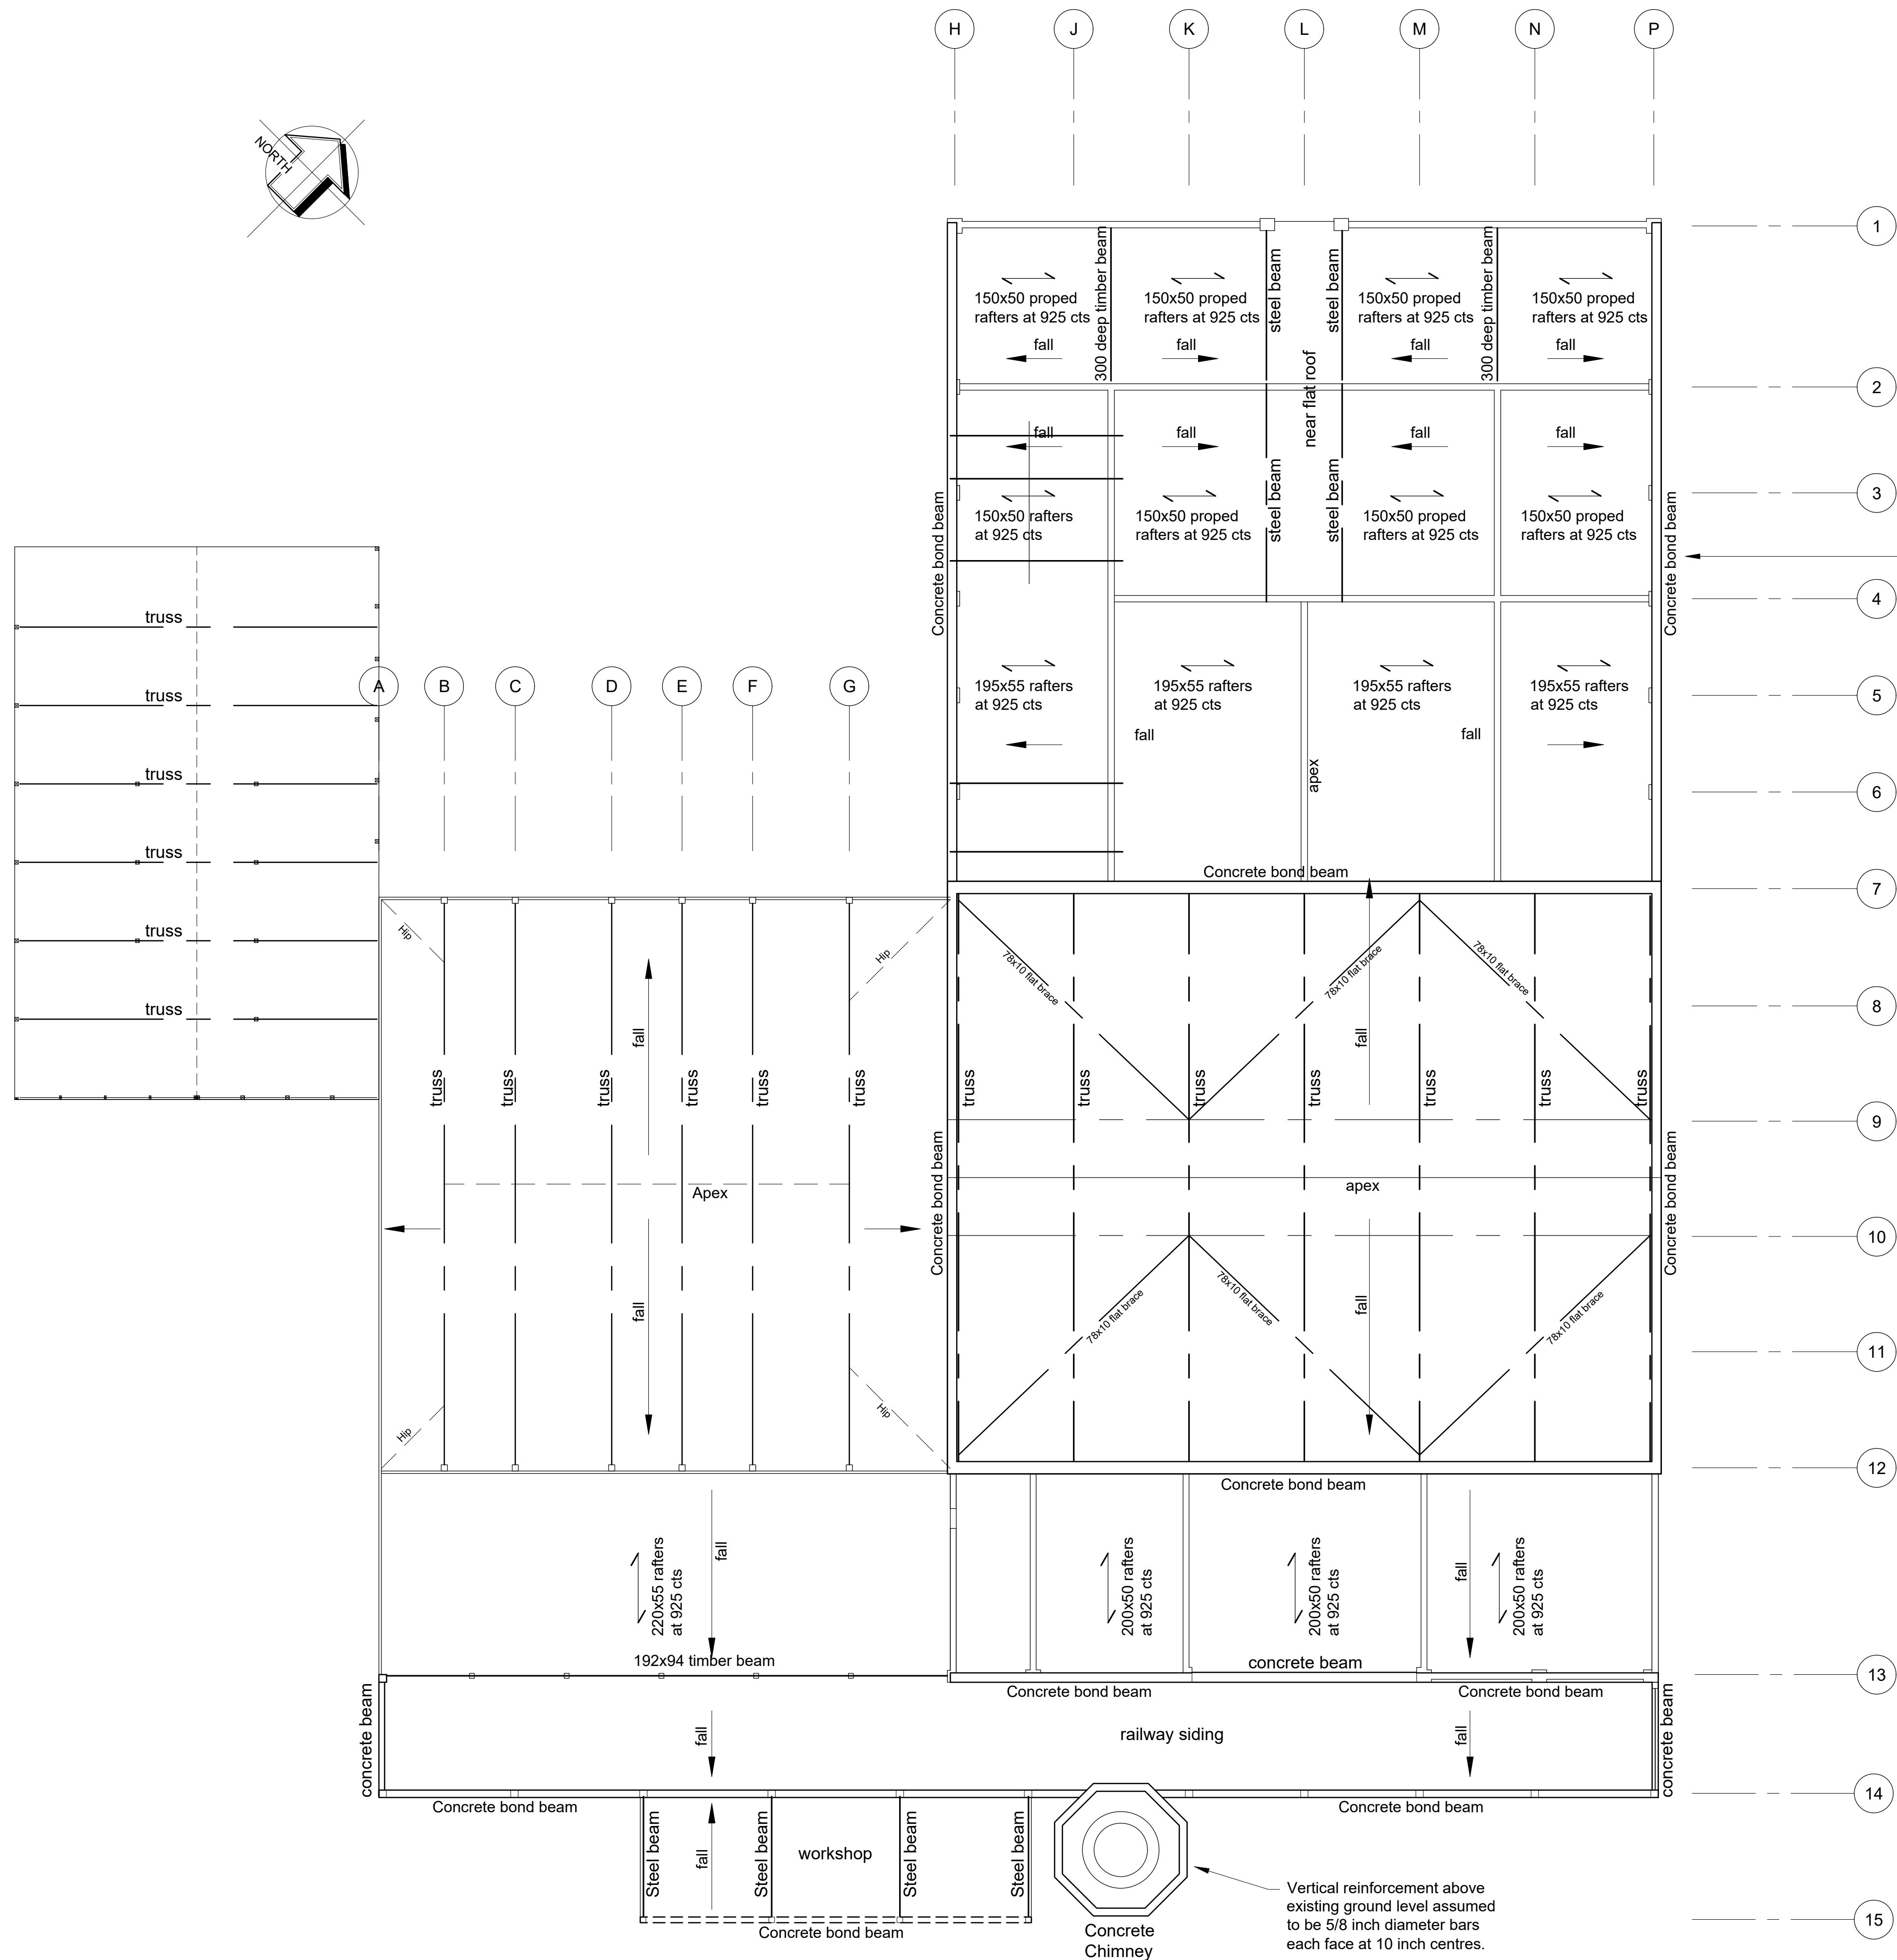 H
J
K
L
M
N
P
NORTH
1
300 deep timber beam
steel beam
steel beam
300 deep timber beam
150x50 proped
rafters at 925 cts
150x50 proped
rafters at 925 cts
150x50 proped
rafters at 925 cts
150x50 proped
rafters at 925 cts
fall
fall
fall
fall
near flat roof
2
fall
fall
fall
fall
Concrete bond beam
steel beam
steel beam
Concrete bond beam
3
150x50 rafters
at 925 cts
150x50 proped
rafters at 925 cts
150x50 proped
rafters at 925 cts
150x50 proped
rafters at 925 cts
4
truss
truss
truss
truss
truss
truss
A
B
C
D
E
F
G
195x55 rafters
at 925 cts
195x55 rafters
at 925 cts
195x55 rafters
at 925 cts
195x55 rafters
at 925 cts
5
fall
fall
apex
6
Concrete bond beam
7
Hip
Hip
78x10 flat brace
78x10 flat brace
78x10 flat brace
8
fall
fall
truss
truss
truss
truss
truss
truss
truss
truss
truss
truss
truss
truss
truss
9
Concrete bond beam
Concrete bond beam
Apex
apex
10
fall
fall
78x10 flat brace
78x10 flat brace
78x10 flat brace
11
Hip
Hip
12
Concrete bond beam
220x55 rafters
at 925 cts
fall
200x50 rafters
at 925 cts
200x50 rafters
at 925 cts
fall
200x50 rafters
at 925 cts
192x94 timber beam
concrete beam
13
Concrete bond beam
Concrete bond beam
concrete beam
fall
railway siding
fall
concrete beam
14
Concrete bond beam
Concrete bond beam
Steel beam
fall
Steel beam
workshop
Steel beam
Steel beam
Concrete bond beam
Concrete
Chimney
Vertical reinforcement above
existing ground level assumed
to be 5/8 inch diameter bars
each face at 10 inch centres.
15